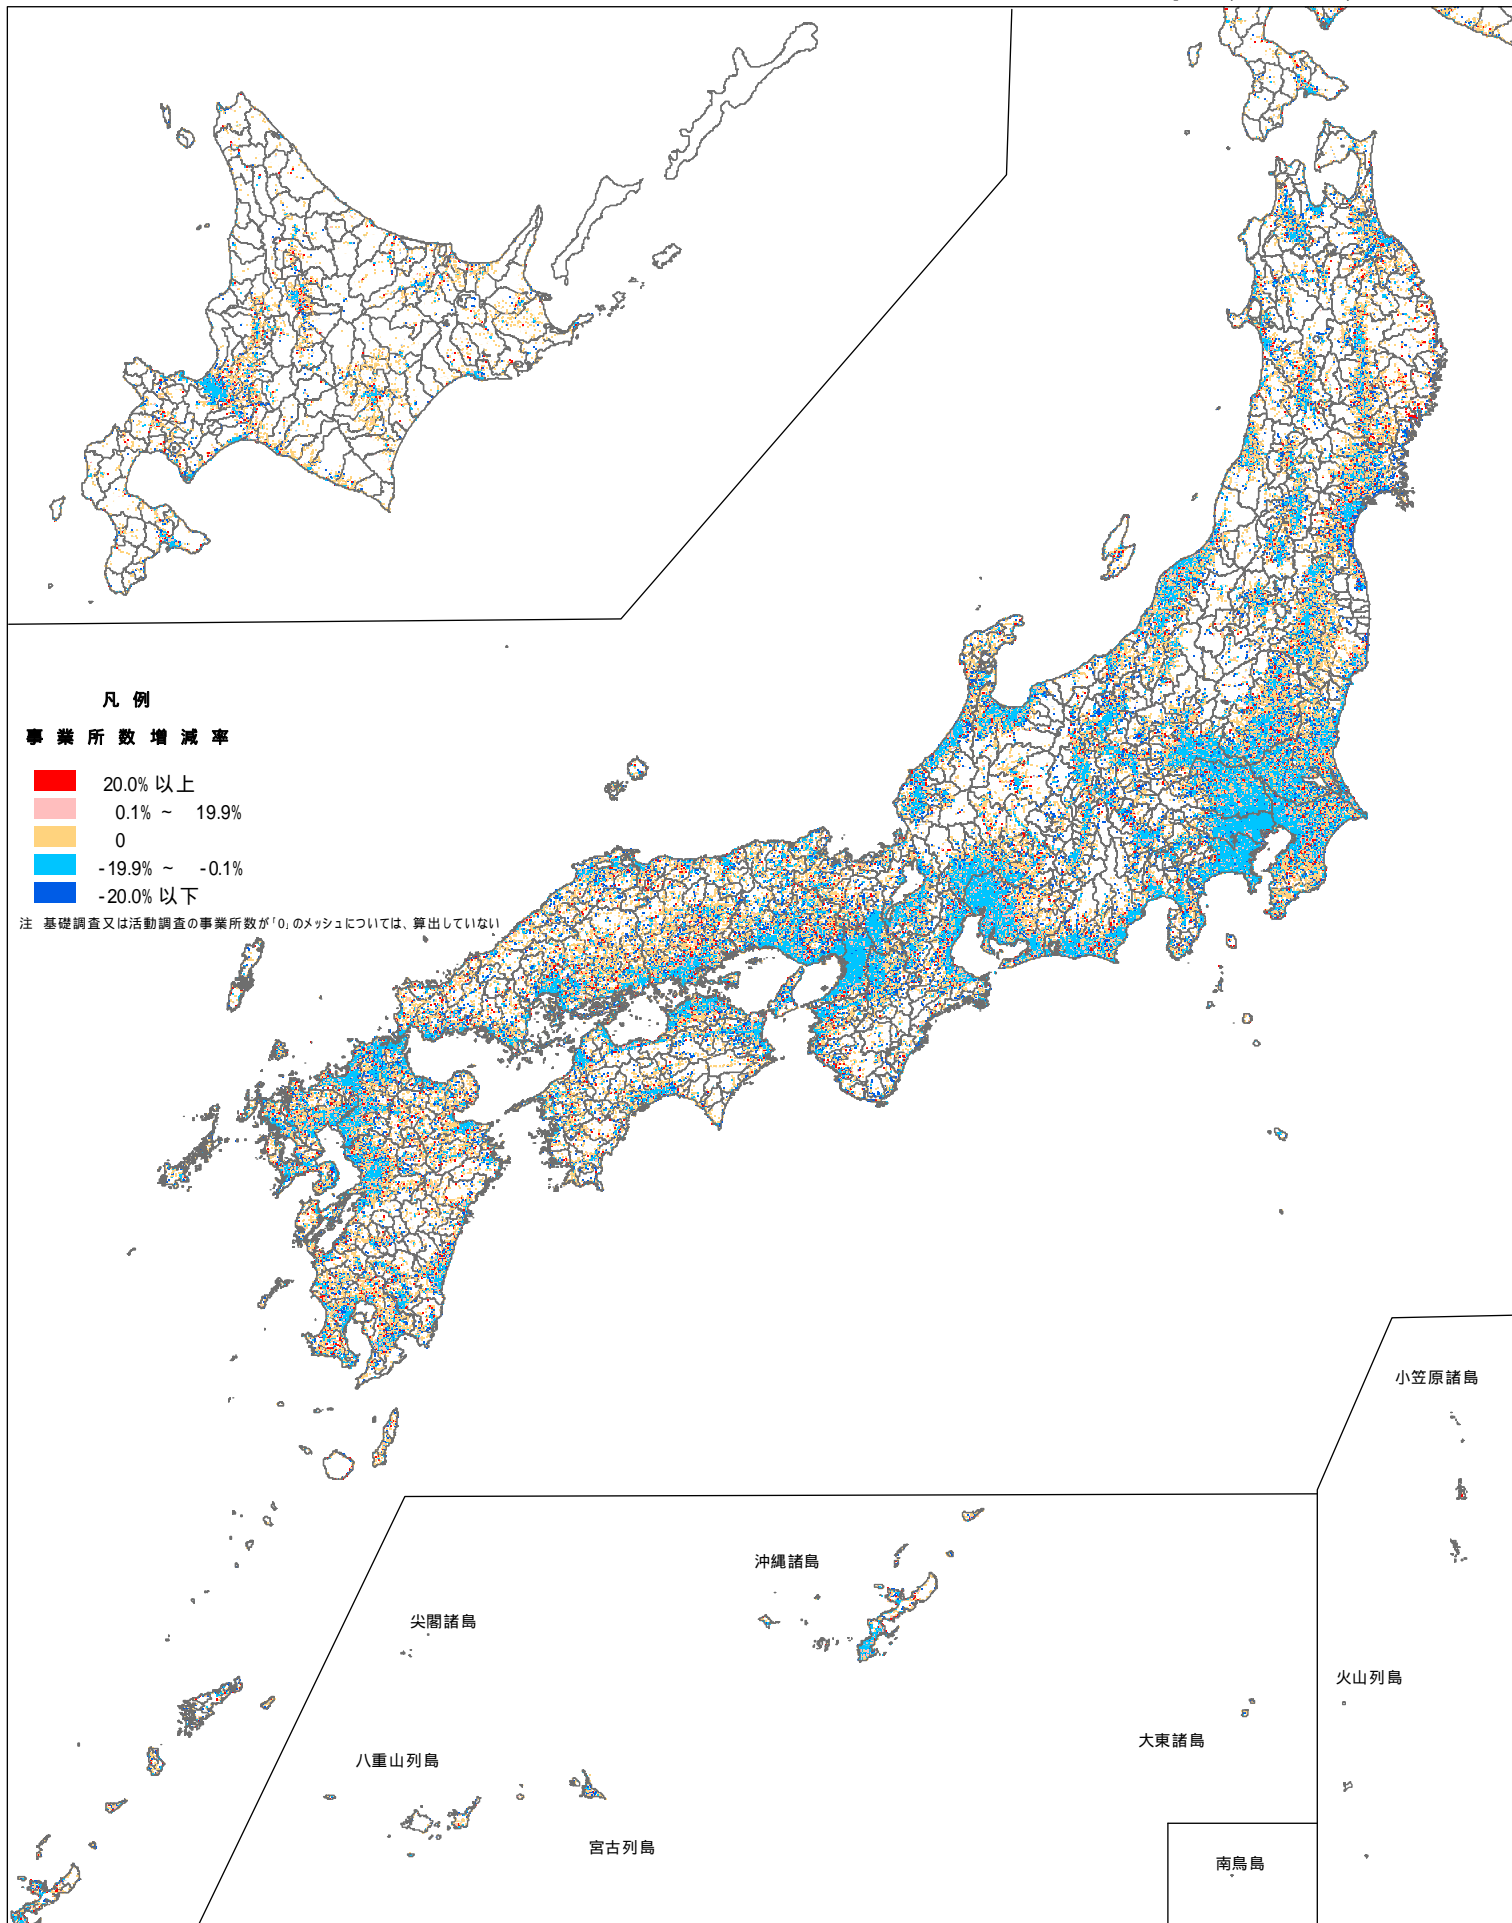 凡 例
事 業 所 数 増 減 率
20.0% 以上
0.1% ~ 19.9%
0
-19.9% ~ -0.1%
-20.0% 以下
注 基礎調査又は活動調査の事業所数が「0」のメッシュについては、算出していない
小笠原諸島
沖縄諸島
尖閣諸島
火山列島
大東諸島
八重山列島
宮古列島
南鳥島